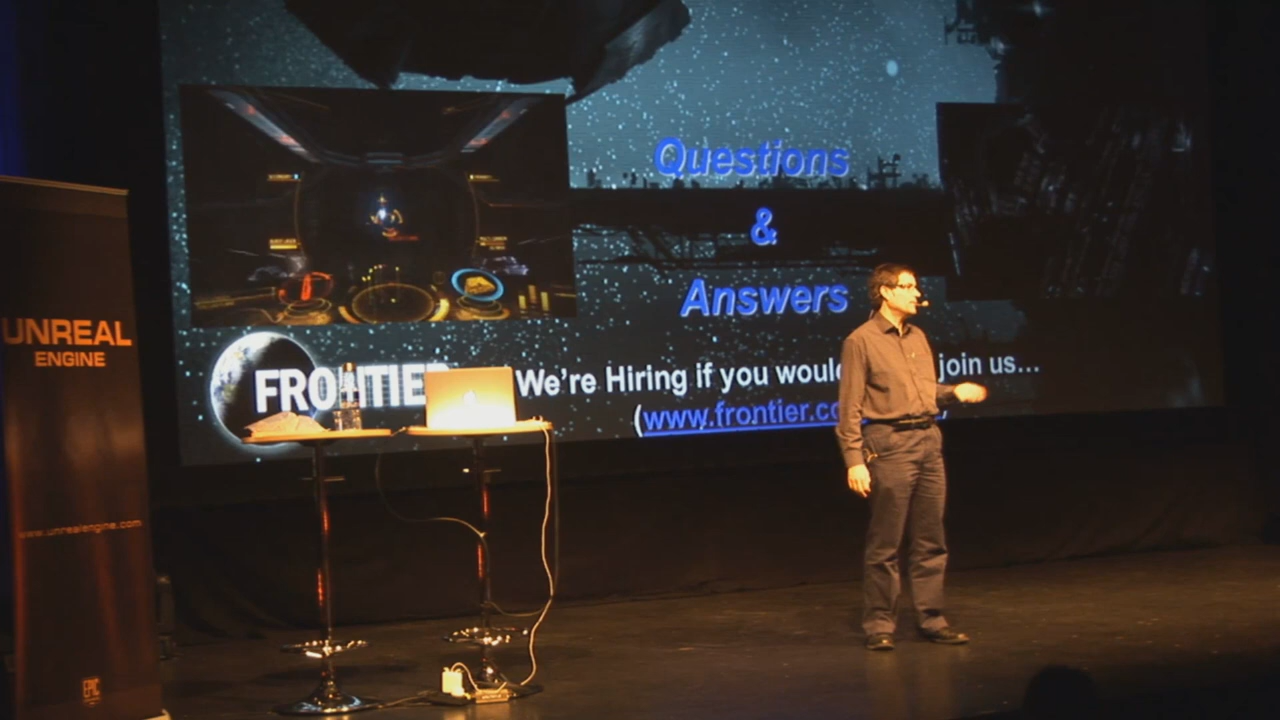 Questions
&
Answers
FRONTIER
We're Hiring if you would join us...
(www.frontier.co
UNREAL
ENGINE
www.unrealengine.com
EPIC